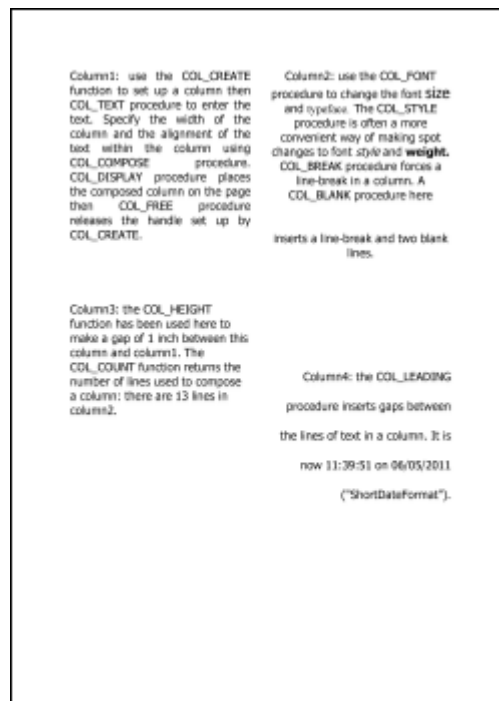 Column1: use the COL_CREATE
function to set up a column then
COL_TEXT procedure to enter the
text. Specify the width of the
column and the alignment of the
text within the column using
COL_COMPOSE procedure.
COL_DISPLAY procedure places
the composed column on the page
then COL_FREE procedure
releases the handle set up by
COL_CREATE.
Column2: use the COL_FONT
procedure to change the font size
and typeface. The COL_STYLE
procedure is often a more
convenient way of making spot
changes to font style and weight.
COL_BREAK procedure forces a
line-break in a column. A
COL_BLANK procedure here
inserts a line-break and two blank
lines.
Column3: the COL_HEIGHT
function has been used here to
make a gap of 1 inch between this
column and column1. The
COL_COUNT function returns the
number of lines used to compose
a column: there are 13 lines in
column2.
Column4: the COL_LEADING
procedure inserts gaps between
the lines of text in a column. It is
now 11:39:51 on 06/05/2011
("ShortDateFormat").